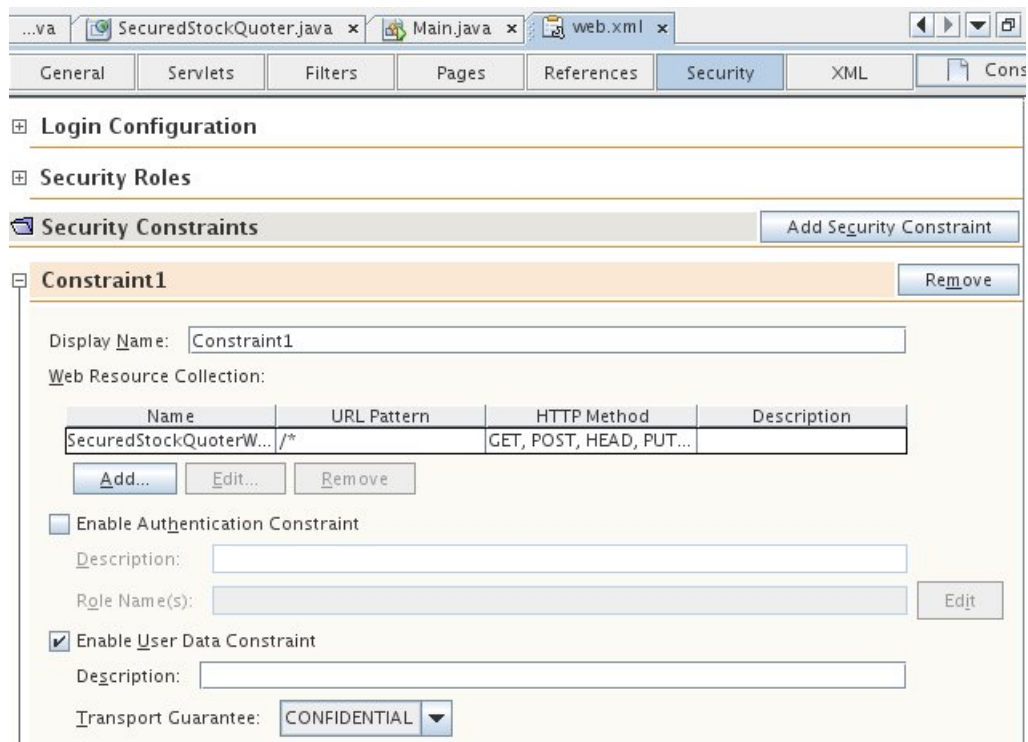 ...va SecuredStockQuoter.java x Main.java x web.xml x
General Servlets Filters Pages References Security XML Cons
Login Configuration
Security Roles
Security Constraints Add Security Constraint
Constraint1 Remove
Display Name: Constraint1
Web Resource Collection:
Name URL Pattern HTTP Method Description
SecuredStockQuoterW... /* GET, POST, HEAD, PUT...
Add... Edit... Remove
Enable Authentication Constraint
Description:
Role Name(s): Edit
Enable User Data Constraint
Description:
Transport Guarantee: CONFIDENTIAL